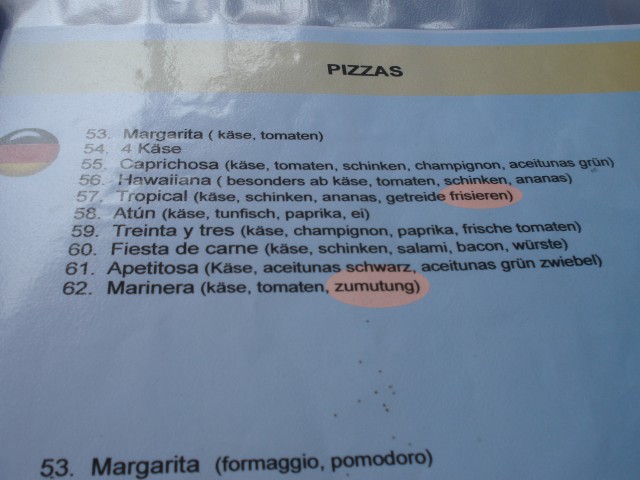 PIZZAS
53. Margarita ( käse, tomaten)
54. 4 Käse
55. Caprichosa (käse, tomaten, schinken, champignon, aceitunas grün)
56. Hawaiiana ( besonders ab käse, tomaten, schinken, ananas)
57. Tropical (käse, schinken, ananas, getreide frisieren)
58. Atún (käse, tunfisch, paprika, ei)
59. Treinta y tres (käse, champignon, paprika, frische tomaten)
60. Fiesta de carne (käse, schinken, salami, bacon, würste)
61. Apetitosa (Käse, aceitunas schwarz, aceitunas grün zwiebel)
62. Marinera (käse, tomaten, zumutung)
53. Margarita (formaggio, pomodoro)